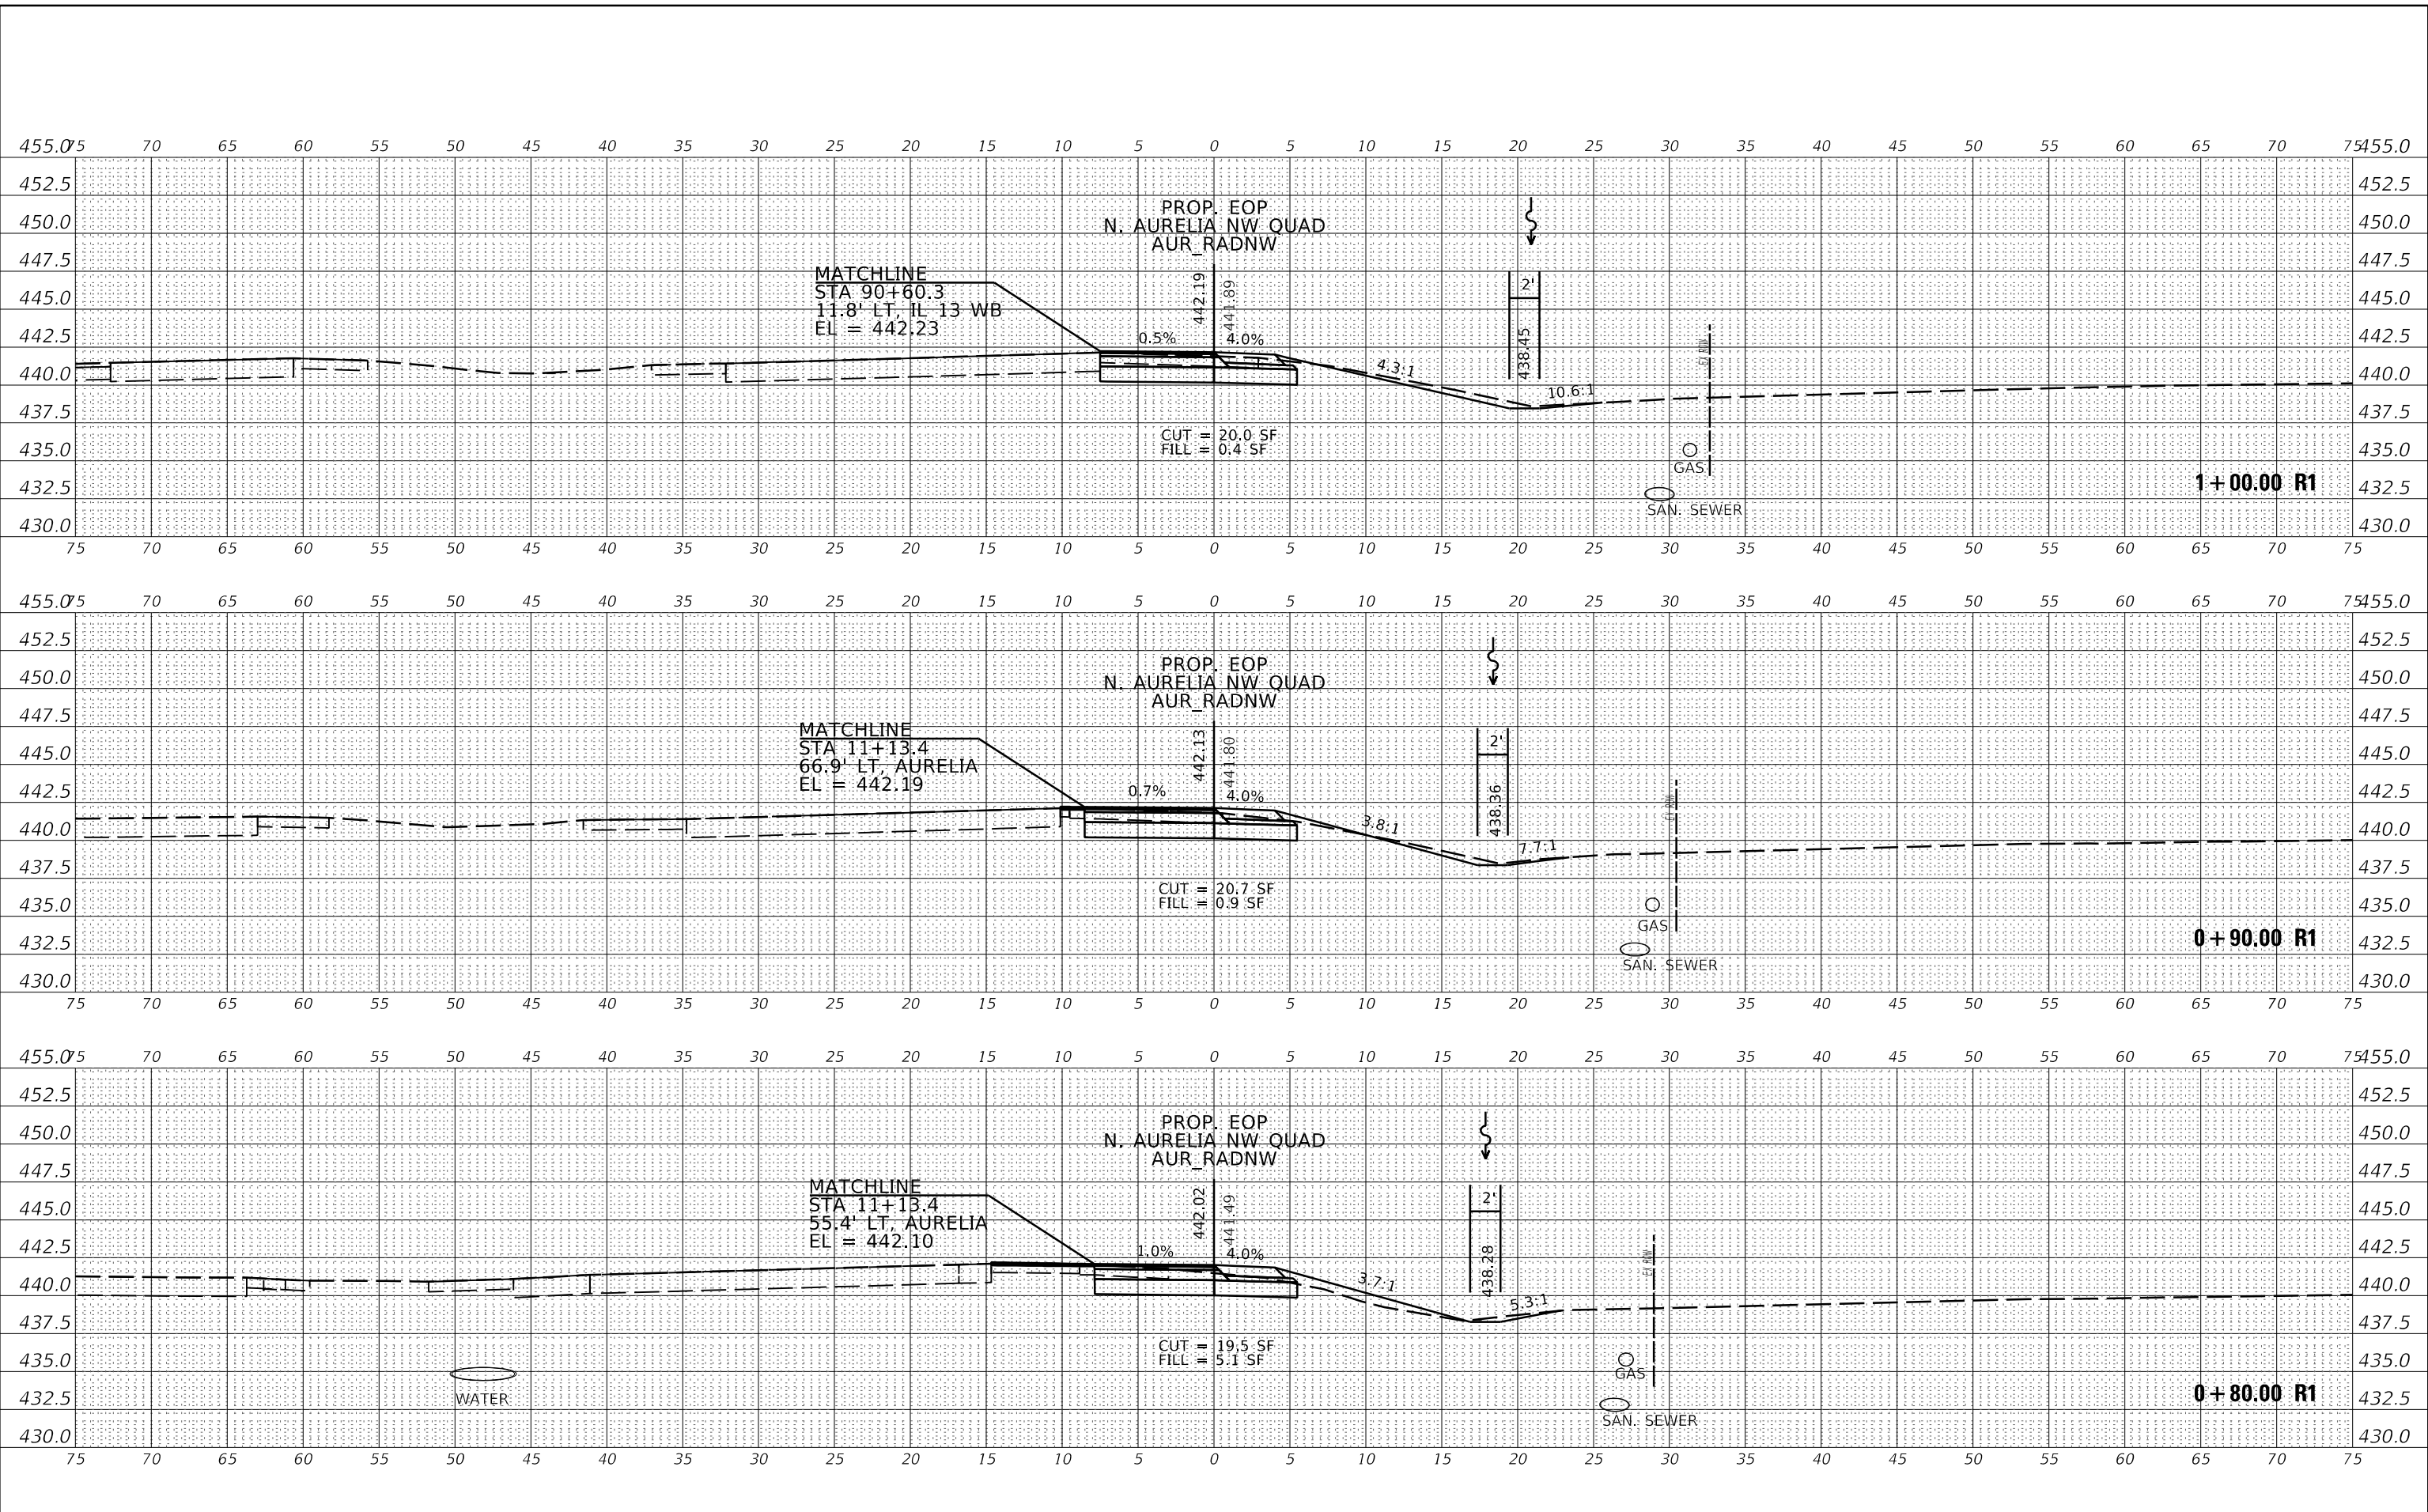 455.0 75 70 65 60 55 50 45 40 35 30 25 20 15 10 5 0 5 10 15 20 25 30 35 40 45 50 55 60 65 70 75 455.0
452.5 452.5
450.0 450.0
447.5 447.5
445.0 445.0
442.5 442.5
440.0 440.0
437.5 437.5
435.0 435.0
432.5 432.5
430.0 430.0
PROP. EOP
N. AURELIA NW QUAD
AUR_RADNW
MATCHLINE
STA 90+60.3
11.8' LT, IL 13 WB
EL = 442.23
442.19
441.89
0.5%
4.0%
4.3:1
2'
438.45
10.6:1
EX ROW
CUT = 20.0 SF
FILL = 0.4 SF
GAS
SAN. SEWER
1+00.00 R1
75 70 65 60 55 50 45 40 35 30 25 20 15 10 5 0 5 10 15 20 25 30 35 40 45 50 55 60 65 70 75
455.0 75 70 65 60 55 50 45 40 35 30 25 20 15 10 5 0 5 10 15 20 25 30 35 40 45 50 55 60 65 70 75 455.0
452.5 452.5
450.0 450.0
447.5 447.5
445.0 445.0
442.5 442.5
440.0 440.0
437.5 437.5
435.0 435.0
432.5 432.5
430.0 430.0
PROP. EOP
N. AURELIA NW QUAD
AUR_RADNW
MATCHLINE
STA 11+13.4
66.9' LT, AURELIA
EL = 442.19
442.13
441.80
0.7%
4.0%
3.8:1
2'
438.36
7.7:1
EX ROW
CUT = 20.7 SF
FILL = 0.9 SF
GAS
SAN. SEWER
0+90.00 R1
75 70 65 60 55 50 45 40 35 30 25 20 15 10 5 0 5 10 15 20 25 30 35 40 45 50 55 60 65 70 75
455.0 75 70 65 60 55 50 45 40 35 30 25 20 15 10 5 0 5 10 15 20 25 30 35 40 45 50 55 60 65 70 75 455.0
452.5 452.5
450.0 450.0
447.5 447.5
445.0 445.0
442.5 442.5
440.0 440.0
437.5 437.5
435.0 435.0
432.5 432.5
430.0 430.0
PROP. EOP
N. AURELIA NW QUAD
AUR_RADNW
MATCHLINE
STA 11+13.4
55.4' LT, AURELIA
EL = 442.10
442.02
441.49
1.0%
4.0%
3.7:1
2'
438.28
5.3:1
EX ROW
CUT = 19.5 SF
FILL = 5.1 SF
WATER
GAS
SAN. SEWER
0+80.00 R1
75 70 65 60 55 50 45 40 35 30 25 20 15 10 5 0 5 10 15 20 25 30 35 40 45 50 55 60 65 70 75